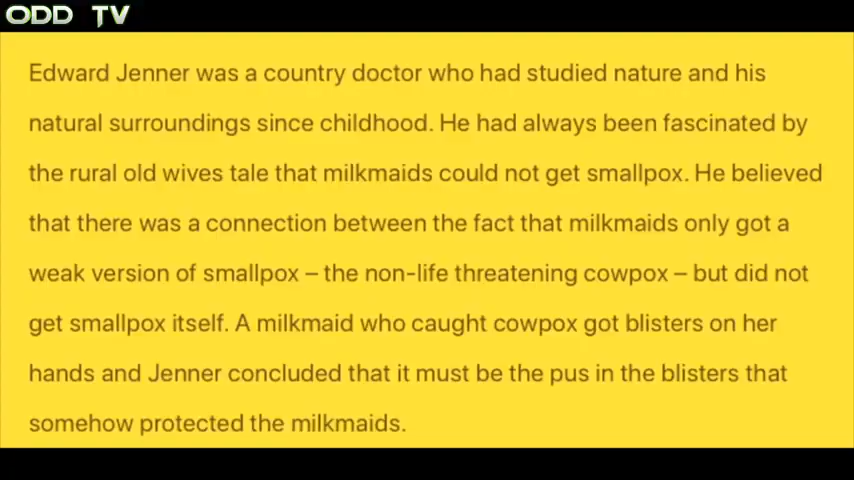 ODD TV
Edward Jenner was a country doctor who had studied nature and his
natural surroundings since childhood. He had always been fascinated by
the rural old wives tale that milkmaids could not get smallpox. He believed
that there was a connection between the fact that milkmaids only got a
weak version of smallpox – the non-life threatening cowpox – but did not
get smallpox itself. A milkmaid who caught cowpox got blisters on her
hands and Jenner concluded that it must be the pus in the blisters that
somehow protected the milkmaids.